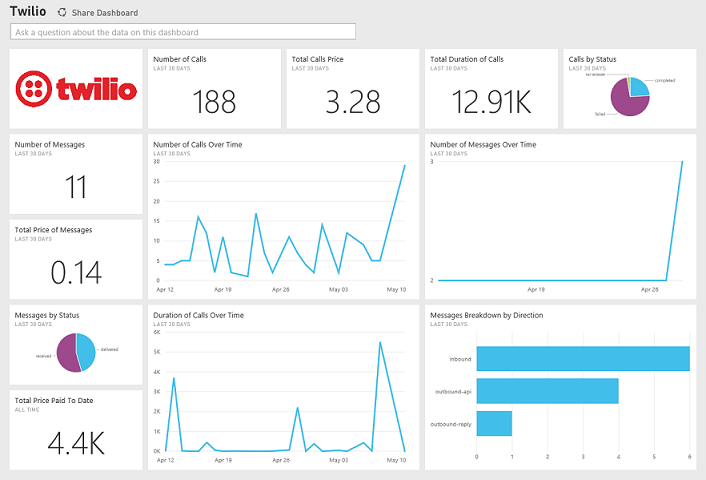 Twilio
Share Dashboard
Ask a question about the data on this dashboard
twilio
Number of Calls
LAST 30 DAYS
188
Total Calls Price
LAST 30 DAYS
3.28
Total Duration of Calls
LAST 30 DAYS
12.91K
Calls by Status
LAST 30 DAYS
no-answer
completed
failed
Number of Messages
LAST 30 DAYS
11
Number of Calls Over Time
LAST 30 DAYS
30
25
20
15
10
5
0
Apr 12
Apr 19
Apr 26
May 03
May 10
Number of Messages Over Time
LAST 30 DAYS
3
2
Apr 19
Apr 26
Total Price of Messages
LAST 30 DAYS
0.14
Messages by Status
LAST 30 DAYS
received
delivered
Duration of Calls Over Time
LAST 30 DAYS
6K
5K
4K
3K
2K
1K
0K
Apr 12
Apr 19
Apr 26
May 03
May 10
Messages Breakdown by Direction
LAST 30 DAYS
inbound
outbound-api
outbound-reply
0
1
2
3
4
5
6
Total Price Paid To Date
ALL TIME
4.4K